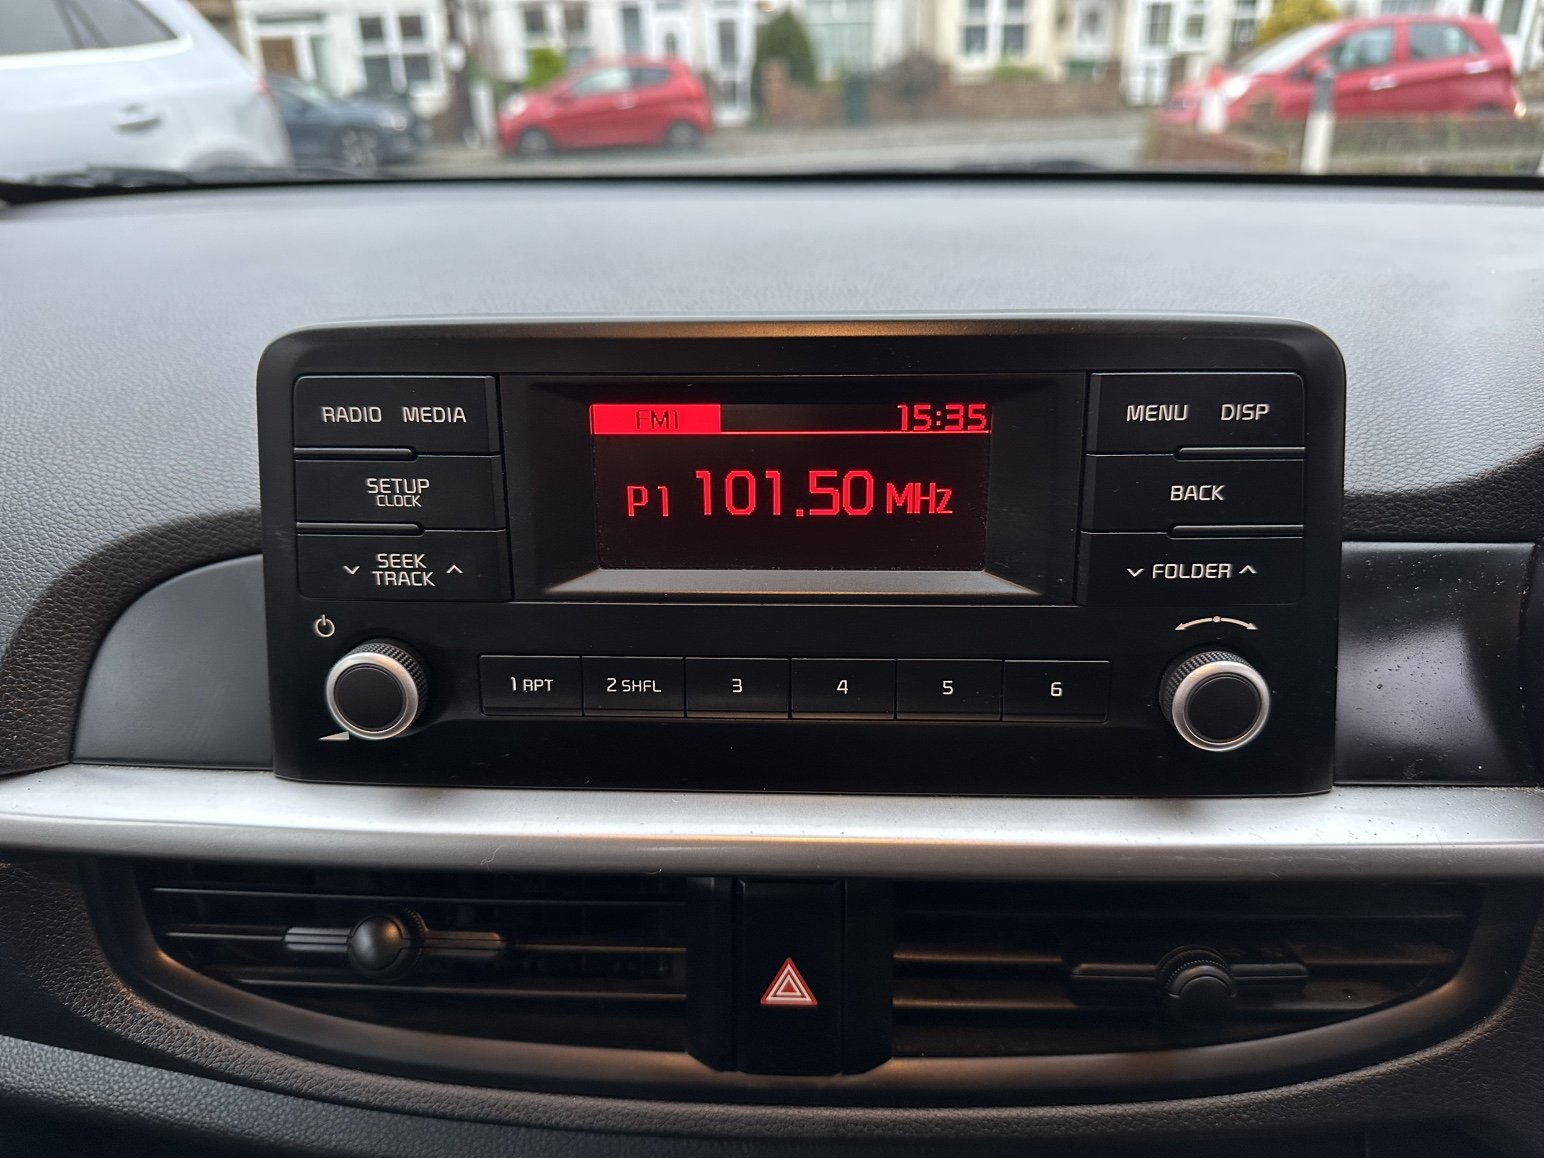 RADIO MEDIA
SETUP
CLOCK
SEEK
TRACK
FM1 15:35
P1 101.50 MHz
MENU DISP
BACK
FOLDER
1 RPT 2 SHFL 3 4 5 6